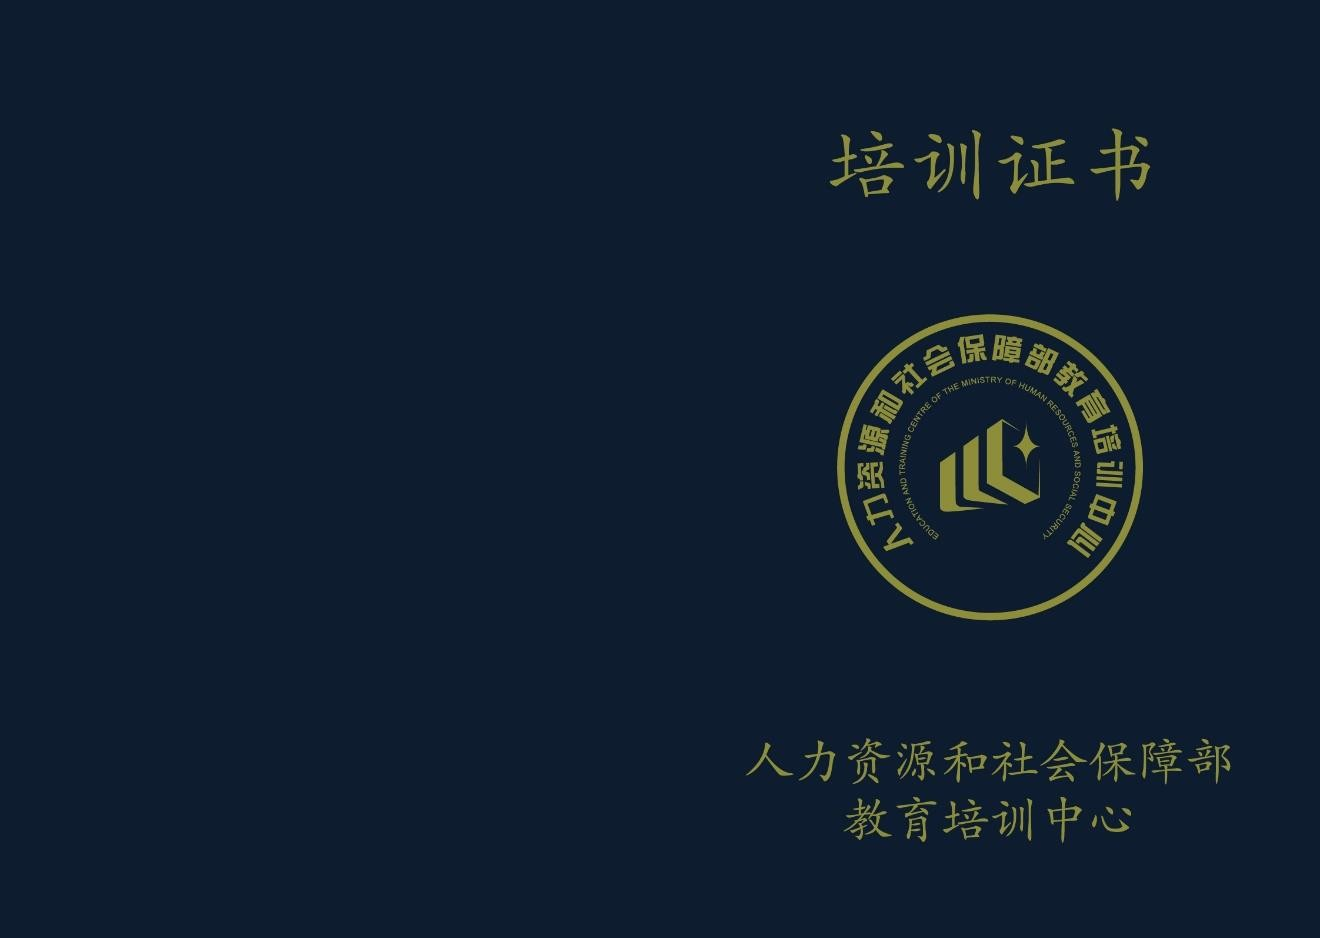 培训证书
人力资源和社会保障部教育培训中心
EDUCATION AND TRAINING CENTRE OF THE MINISTRY OF HUMAN RESOURCES AND SOCIAL SECURITY
人力资源和社会保障部
教育培训中心